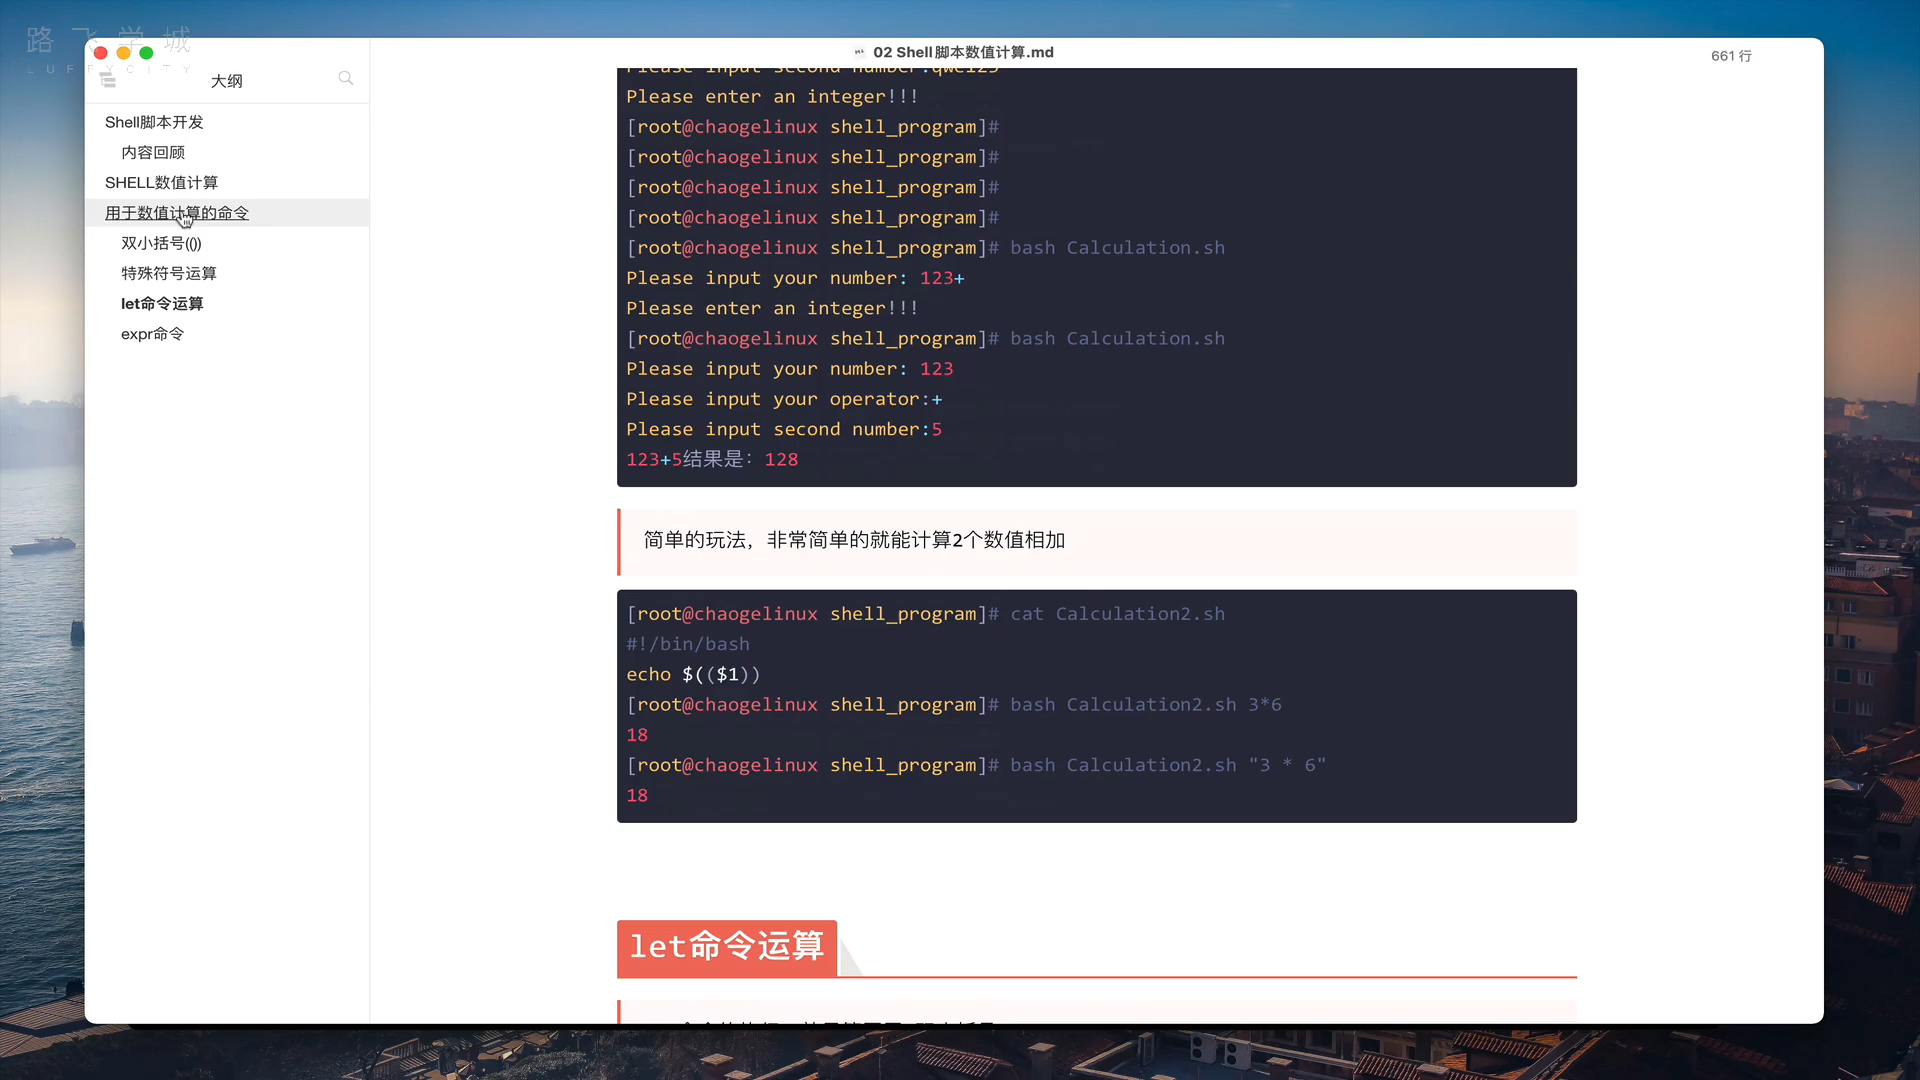 路飞学城
LUFFYCITY
02 Shell脚本数值计算.md
661 行
大纲
Shell脚本开发
内容回顾
SHELL数值计算
用于数值计算的命令
双小括号(())
特殊符号运算
let命令运算
expr命令
Please input second number:qwe123
Please enter an integer!!!
[root@chaogelinux shell_program]#
[root@chaogelinux shell_program]#
[root@chaogelinux shell_program]#
[root@chaogelinux shell_program]#
[root@chaogelinux shell_program]# bash Calculation.sh
Please input your number: 123+
Please enter an integer!!!
[root@chaogelinux shell_program]# bash Calculation.sh
Please input your number: 123
Please input your operator:+
Please input second number:5
123+5结果是：128
简单的玩法，非常简单的就能计算2个数值相加
[root@chaogelinux shell_program]# cat Calculation2.sh
#!/bin/bash
echo $(($1))
[root@chaogelinux shell_program]# bash Calculation2.sh 3*6
18
[root@chaogelinux shell_program]# bash Calculation2.sh "3 * 6"
18
let命令运算